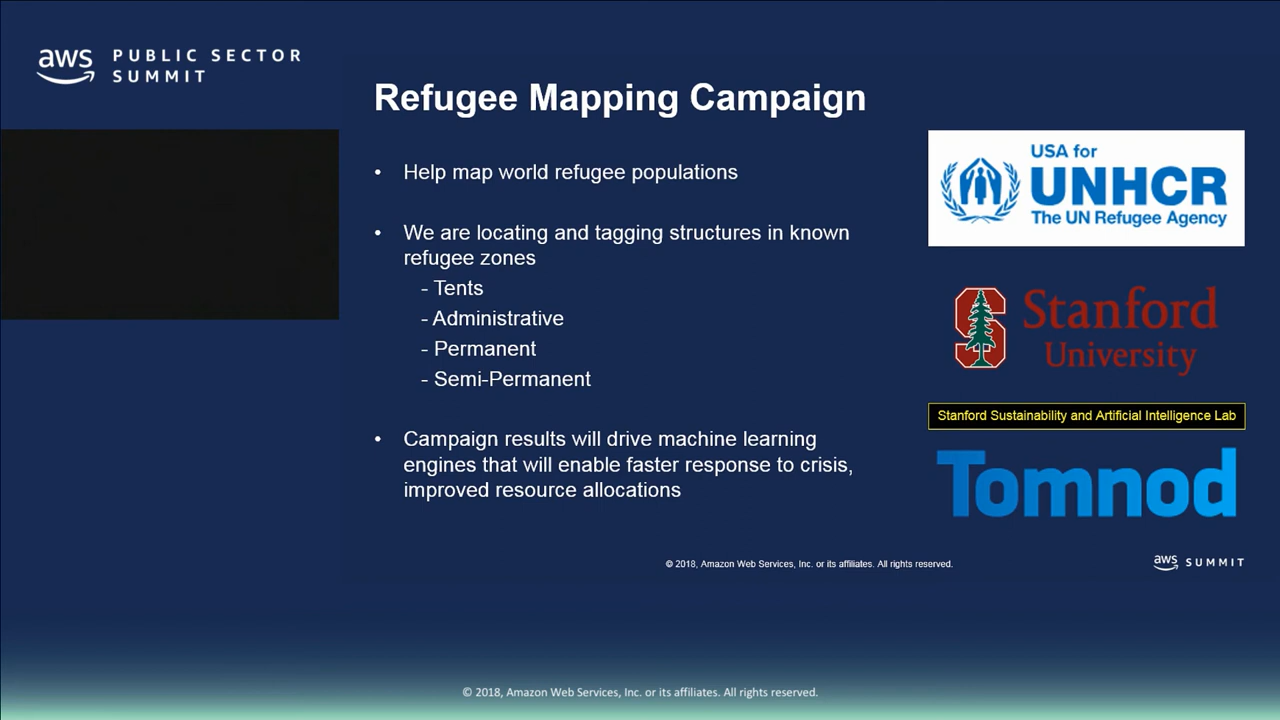 aws PUBLIC SECTOR
SUMMIT
Refugee Mapping Campaign
• Help map world refugee populations
• We are locating and tagging structures in known
refugee zones
- Tents
- Administrative
- Permanent
- Semi-Permanent
• Campaign results will drive machine learning
engines that will enable faster response to crisis,
improved resource allocations
USA for
UNHCR
The UN Refugee Agency
S Stanford
University
Stanford Sustainability and Artificial Intelligence Lab
Tomnod
© 2018, Amazon Web Services, Inc. or its affiliates. All rights reserved.
aws SUMMIT
© 2018, Amazon Web Services, Inc. or its affiliates. All rights reserved.